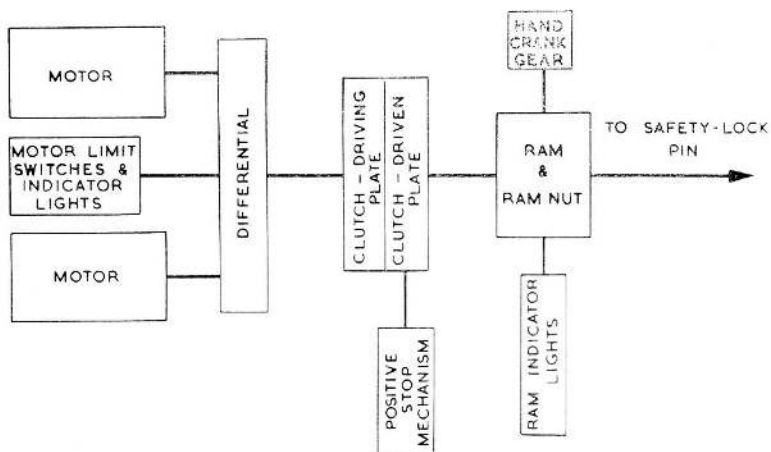 MOTOR
MOTOR LIMIT
SWITCHES &
INDICATOR
LIGHTS
MOTOR
DIFFERENTIAL
CLUTCH - DRIVING
PLATE
CLUTCH - DRIVEN
PLATE
POSITIVE
STOP
MECHANISM
HAND
CRANK
GEAR
RAM
&
RAM NUT
RAM INDICATOR
LIGHTS
TO SAFETY-LOCK
PIN